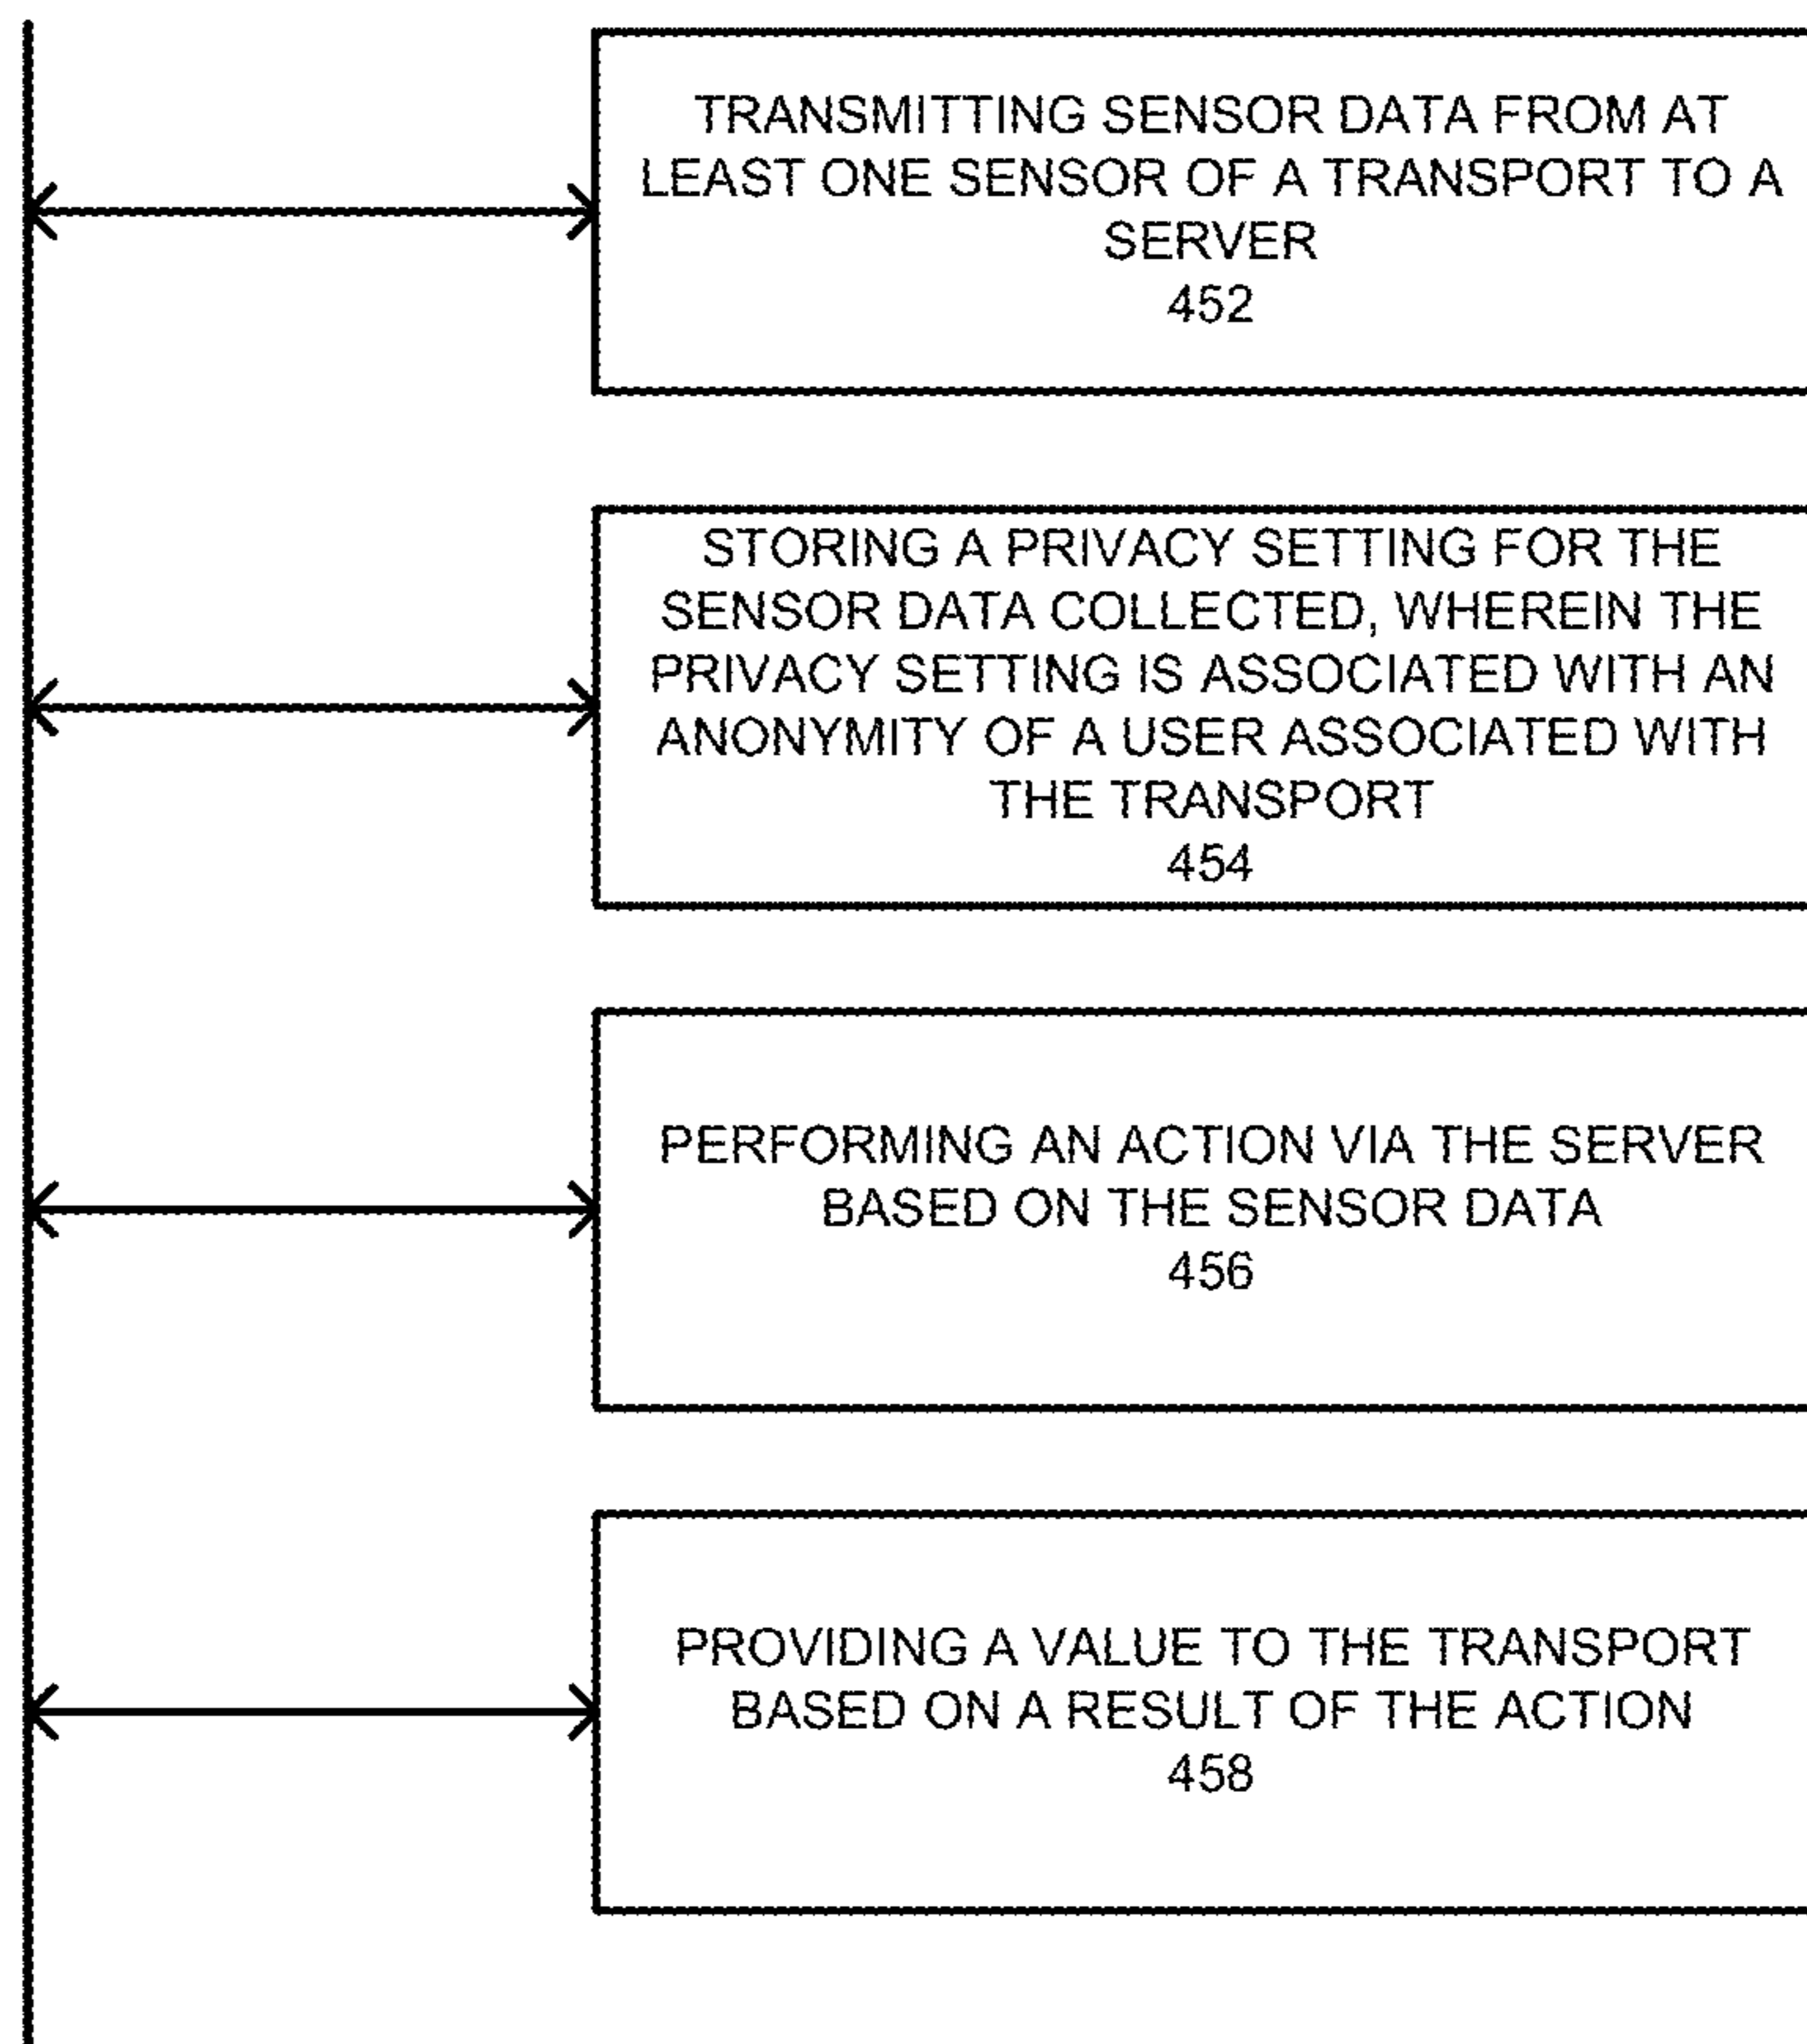 TRANSMITTING SENSOR DATA FROM AT
LEAST ONE SENSOR OF A TRANSPORT TO A
SERVER
452
STORING A PRIVACY SETTING FOR THE
SENSOR DATA COLLECTED, WHEREIN THE
PRIVACY SETTING IS ASSOCIATED WITH AN
ANONYMITY OF A USER ASSOCIATED WITH
THE TRANSPORT
454
PERFORMING AN ACTION VIA THE SERVER
BASED ON THE SENSOR DATA
456
PROVIDING A VALUE TO THE TRANSPORT
BASED ON A RESULT OF THE ACTION
458